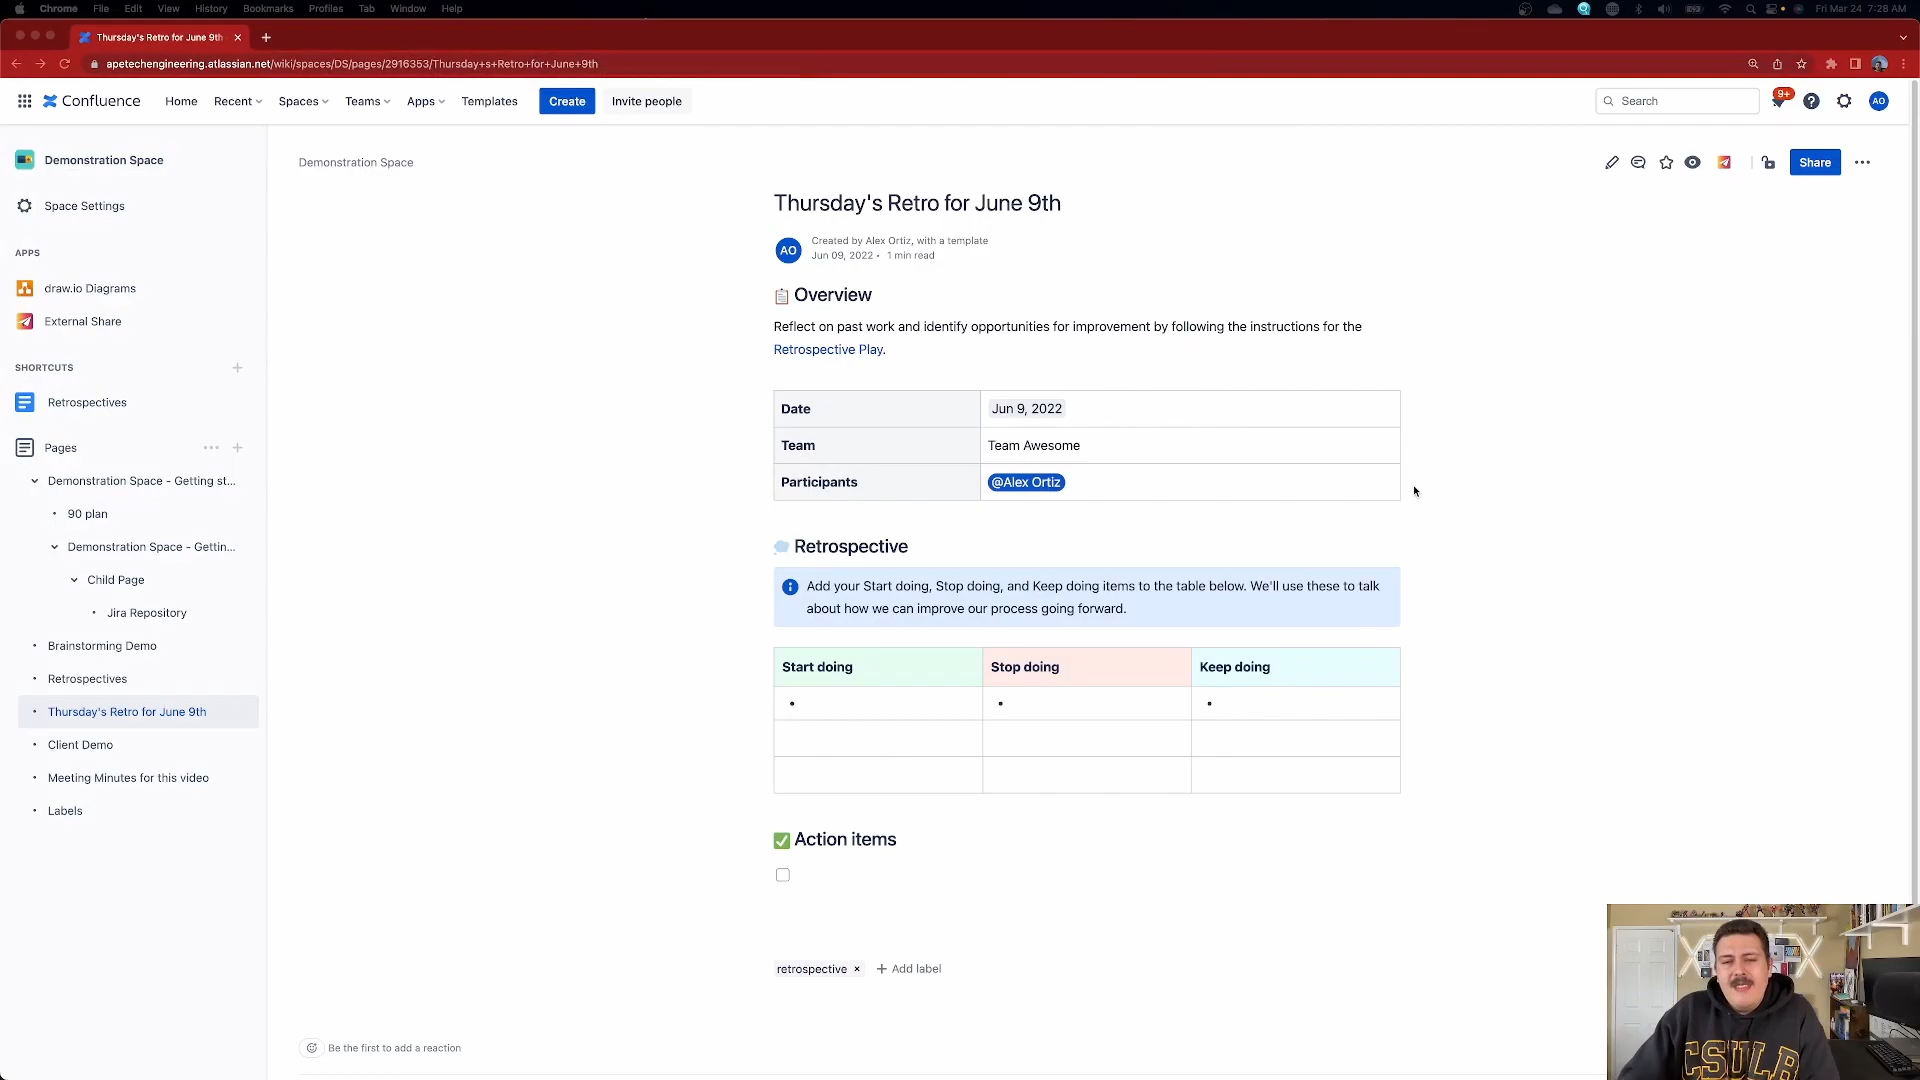 Chrome File Edit View History Bookmarks Profiles Tab Window Help Fri Mar 24 7:28 AM
Thursday's Retro for June 9th
apetechengineering.atlassian.net/wiki/spaces/DS/pages/2916353/Thursday+s+Retro+for+June+9th
Confluence Home Recent Spaces Teams Apps Templates Create Invite people Search 9+ AO
Demonstration Space
Space Settings
APPS
draw.io Diagrams
External Share
SHORTCUTS
Retrospectives
Pages
Demonstration Space - Getting st...
90 plan
Demonstration Space - Gettin...
Child Page
Jira Repository
Brainstorming Demo
Retrospectives
Thursday's Retro for June 9th
Client Demo
Meeting Minutes for this video
Labels
Demonstration Space
Share
Thursday's Retro for June 9th
AO
Created by Alex Ortiz, with a template
Jun 09, 2022 • 1 min read
Overview
Reflect on past work and identify opportunities for improvement by following the instructions for the
Retrospective Play.
Date Jun 9, 2022
Team Team Awesome
Participants @Alex Ortiz
Retrospective
Add your Start doing, Stop doing, and Keep doing items to the table below. We'll use these to talk
about how we can improve our process going forward.
Start doing Stop doing Keep doing
Action items
retrospective × + Add label
Be the first to add a reaction
CSULB